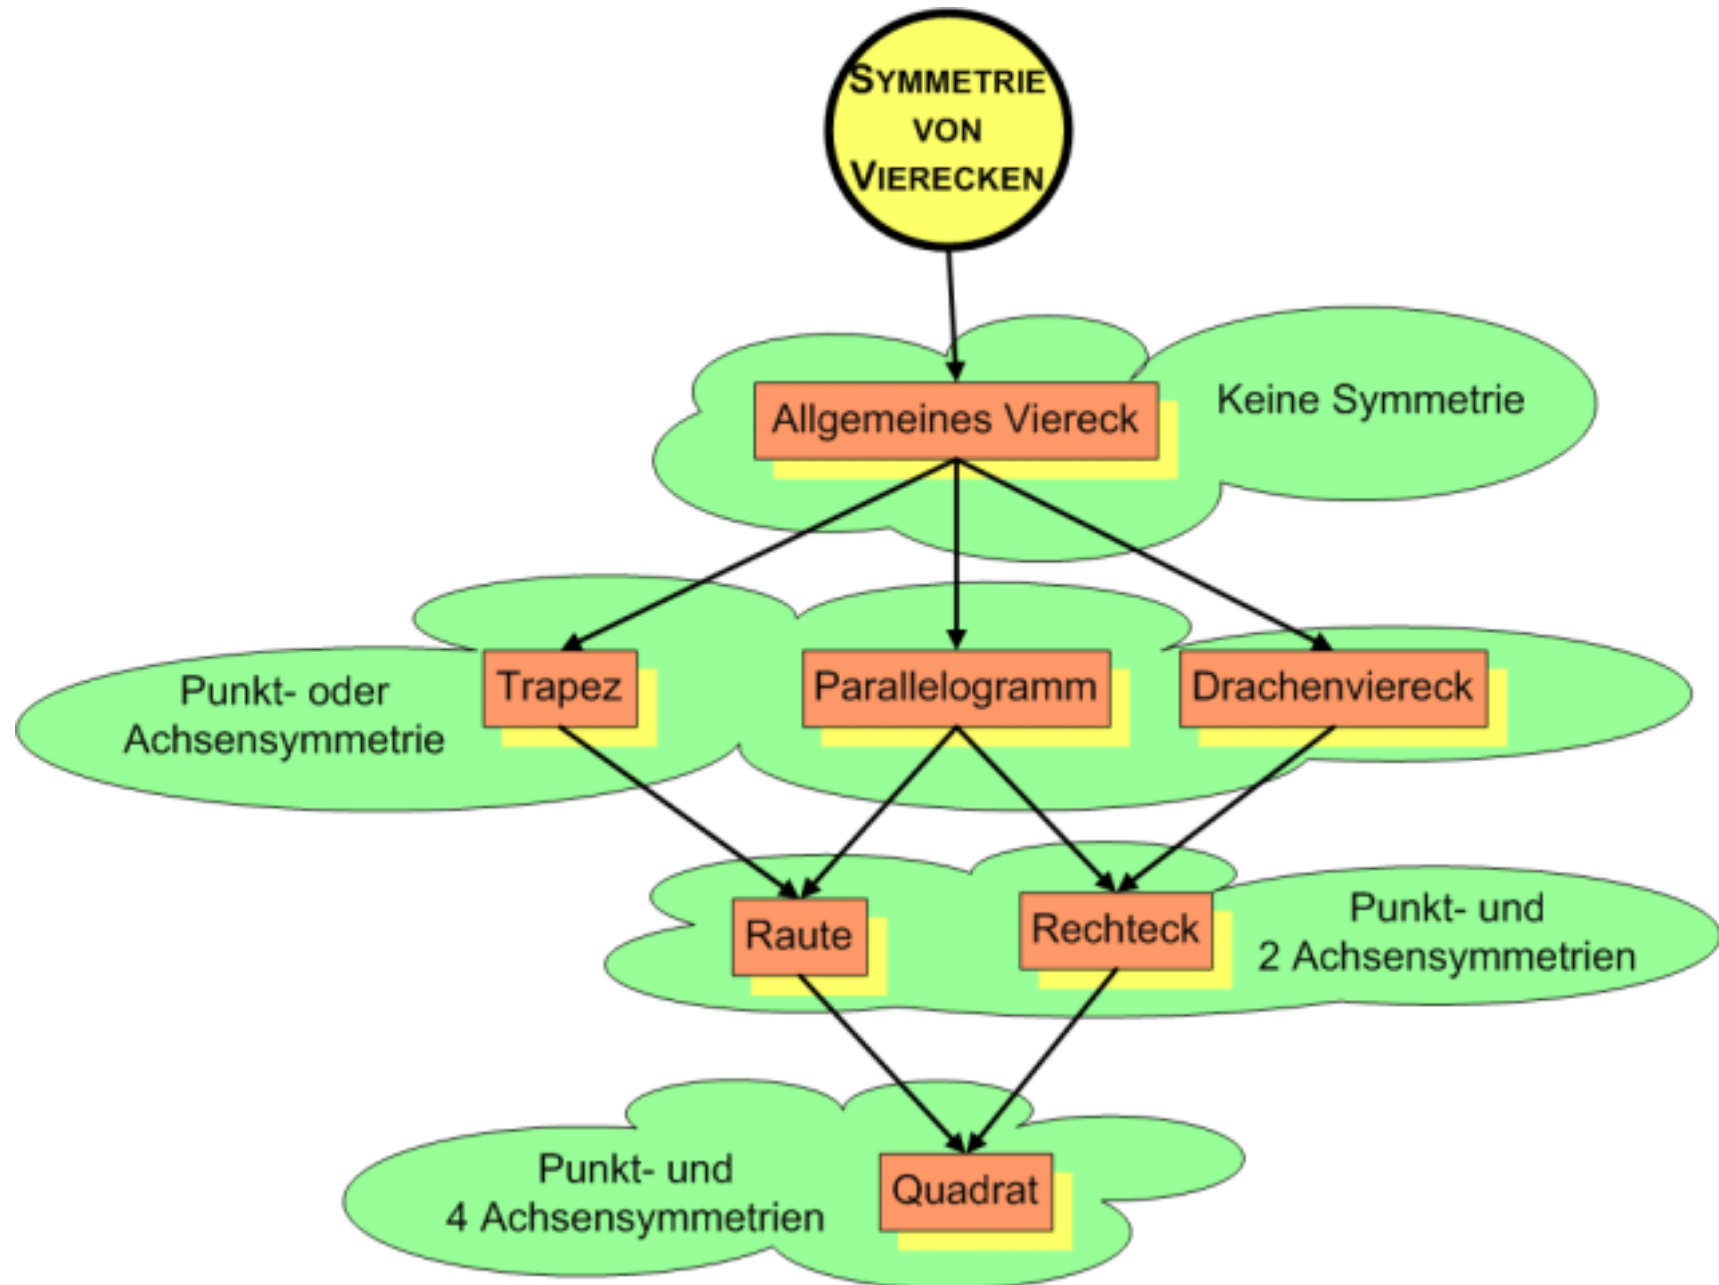 SYMMETRIE
VON
VIERECKEN
Allgemeines Viereck
Keine Symmetrie
Punkt- oder
Achsensymmetrie
Trapez
Parallelogramm
Drachenviereck
Raute
Rechteck
Punkt- und
2 Achsensymmetrien
Punkt- und
4 Achsensymmetrien
Quadrat